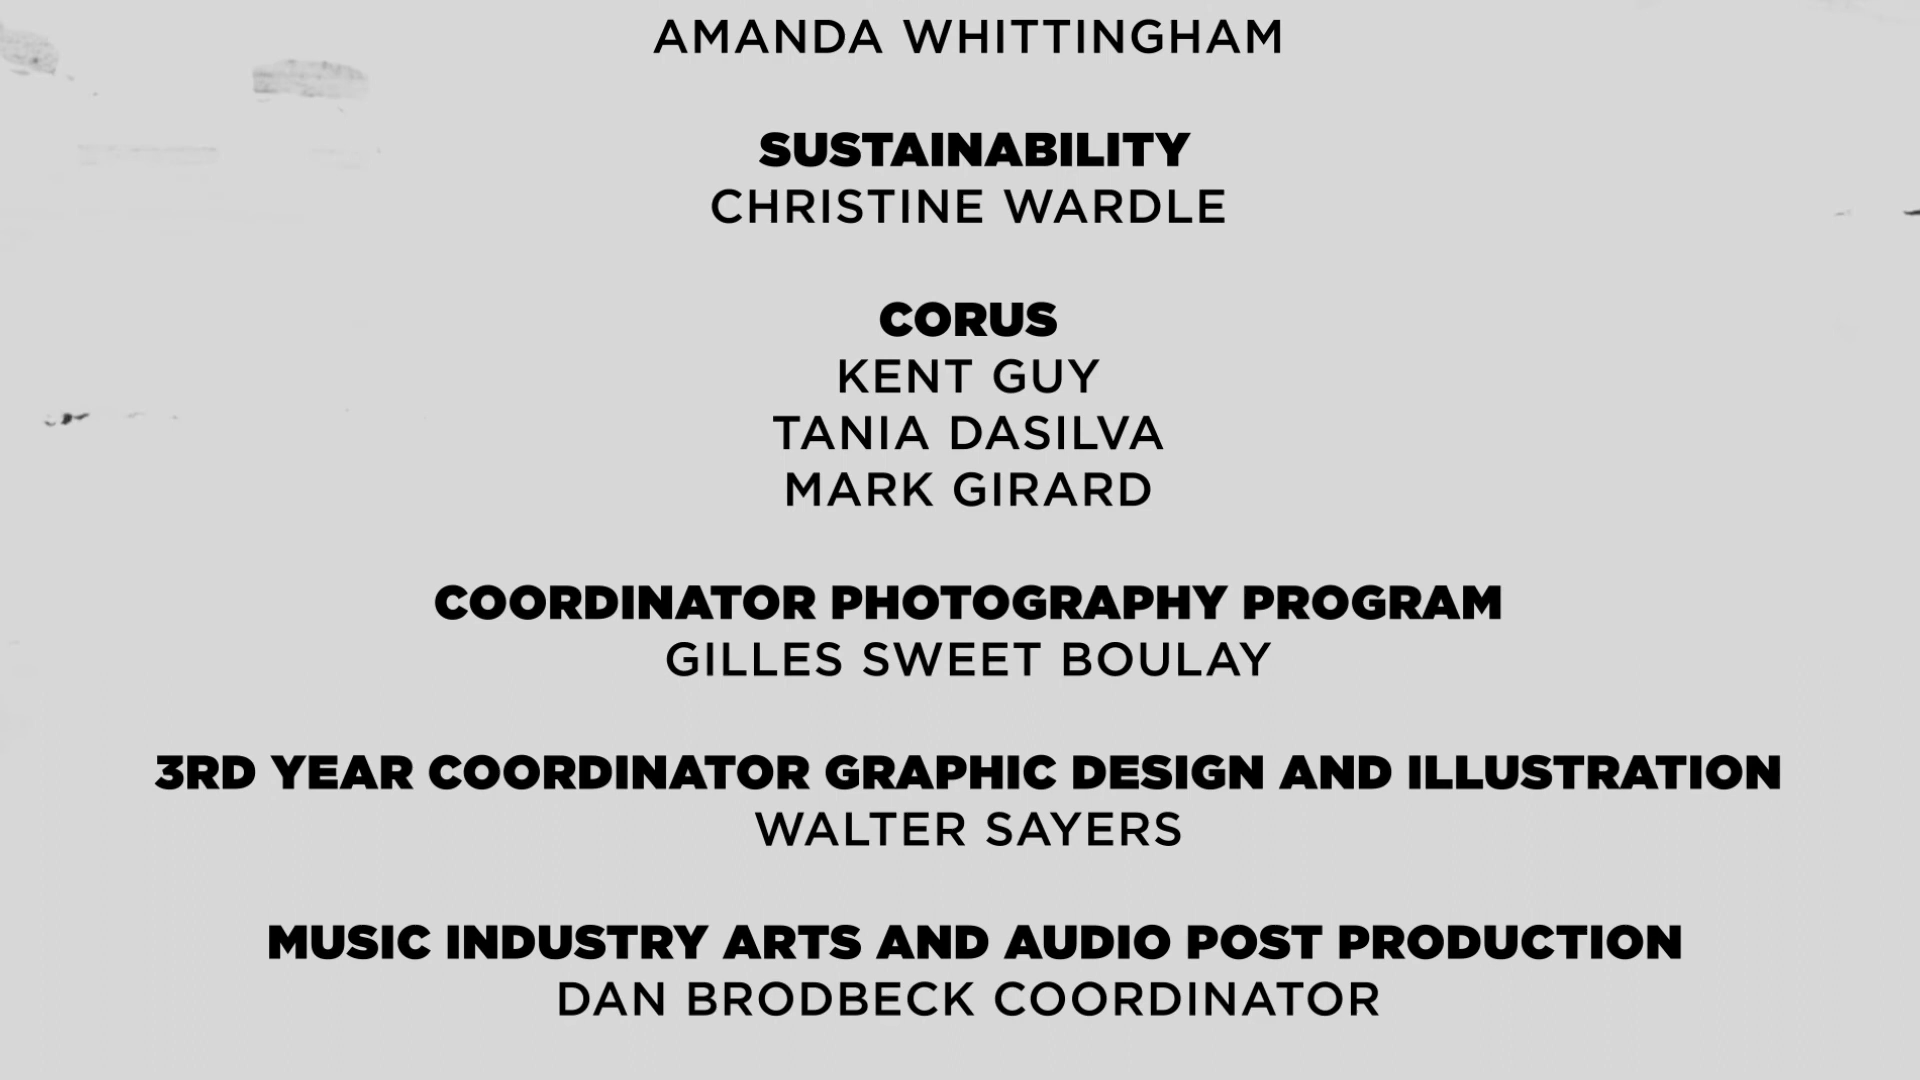 AMANDA WHITTINGHAM
SUSTAINABILITY
CHRISTINE WARDLE
CORUS
KENT GUY
TANIA DASILVA
MARK GIRARD
COORDINATOR PHOTOGRAPHY PROGRAM
GILLES SWEET BOULAY
3RD YEAR COORDINATOR GRAPHIC DESIGN AND ILLUSTRATION
WALTER SAYERS
MUSIC INDUSTRY ARTS AND AUDIO POST PRODUCTION
DAN BRODBECK COORDINATOR